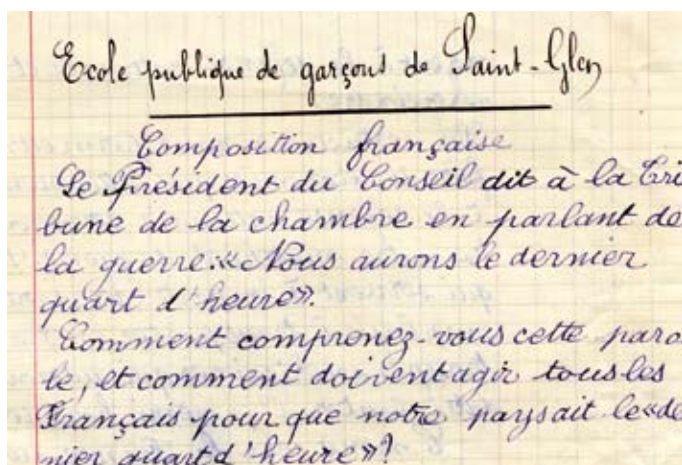 Ecole publique de garçons de Saint-Glen
Composition française
Le Président du Conseil dit à la Tri
bune de la chambre en parlant de
la guerre: «Nous aurons le dernier
quart d'heure».
Comment comprenez-vous cette paro
le, et comment doivent agir tous les
Français pour que notre pays ait le «der
nier quart d'heure»?